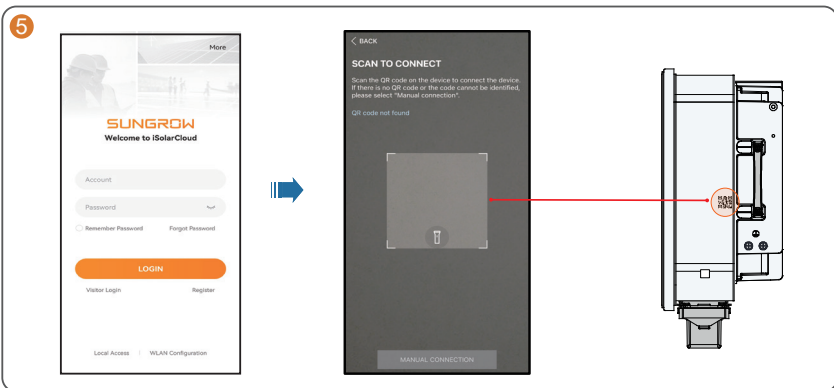 5
More
SUNGROW
Welcome to iSolarCloud
Account
Password
Remember Password Forgot Password
LOGIN
Visitor Login Register
Local Access | WLAN Configuration
< BACK
SCAN TO CONNECT
Scan the QR code on the device to connect the device.
If there is no QR code or the code cannot be identified,
please select "Manual connection".
QR code not found
MANUAL CONNECTION